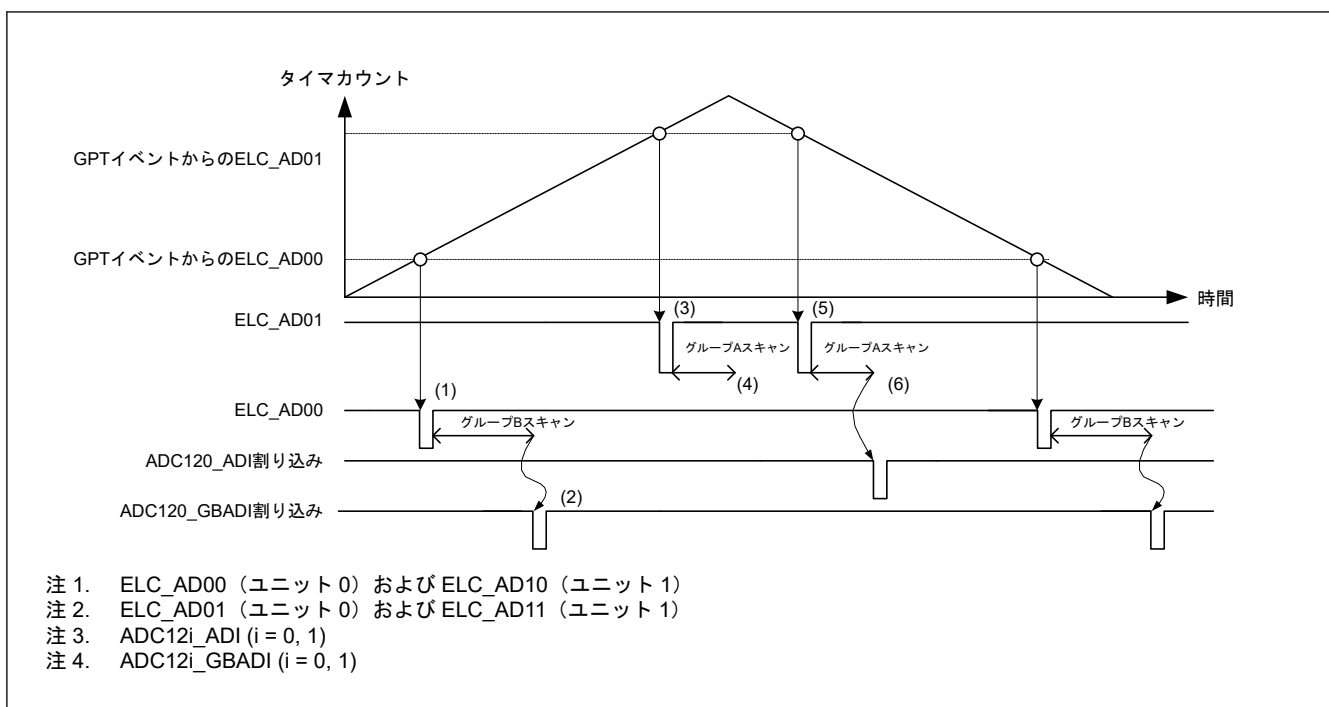 タイマカウント
GPTイベントからのELC_AD01
GPTイベントからのELC_AD00
時間
ELC_AD01
(3)
(5)
グループAスキャン
グループAスキャン
(4)
(6)
ELC_AD00
(1)
グループBスキャン
グループBスキャン
ADC120_ADI割り込み
ADC120_GBADI割り込み
(2)
注 1. ELC_AD00（ユニット 0）および ELC_AD10（ユニット 1）
注 2. ELC_AD01（ユニット 0）および ELC_AD11（ユニット 1）
注 3. ADC12i_ADI (i = 0, 1)
注 4. ADC12i_GBADI (i = 0, 1)